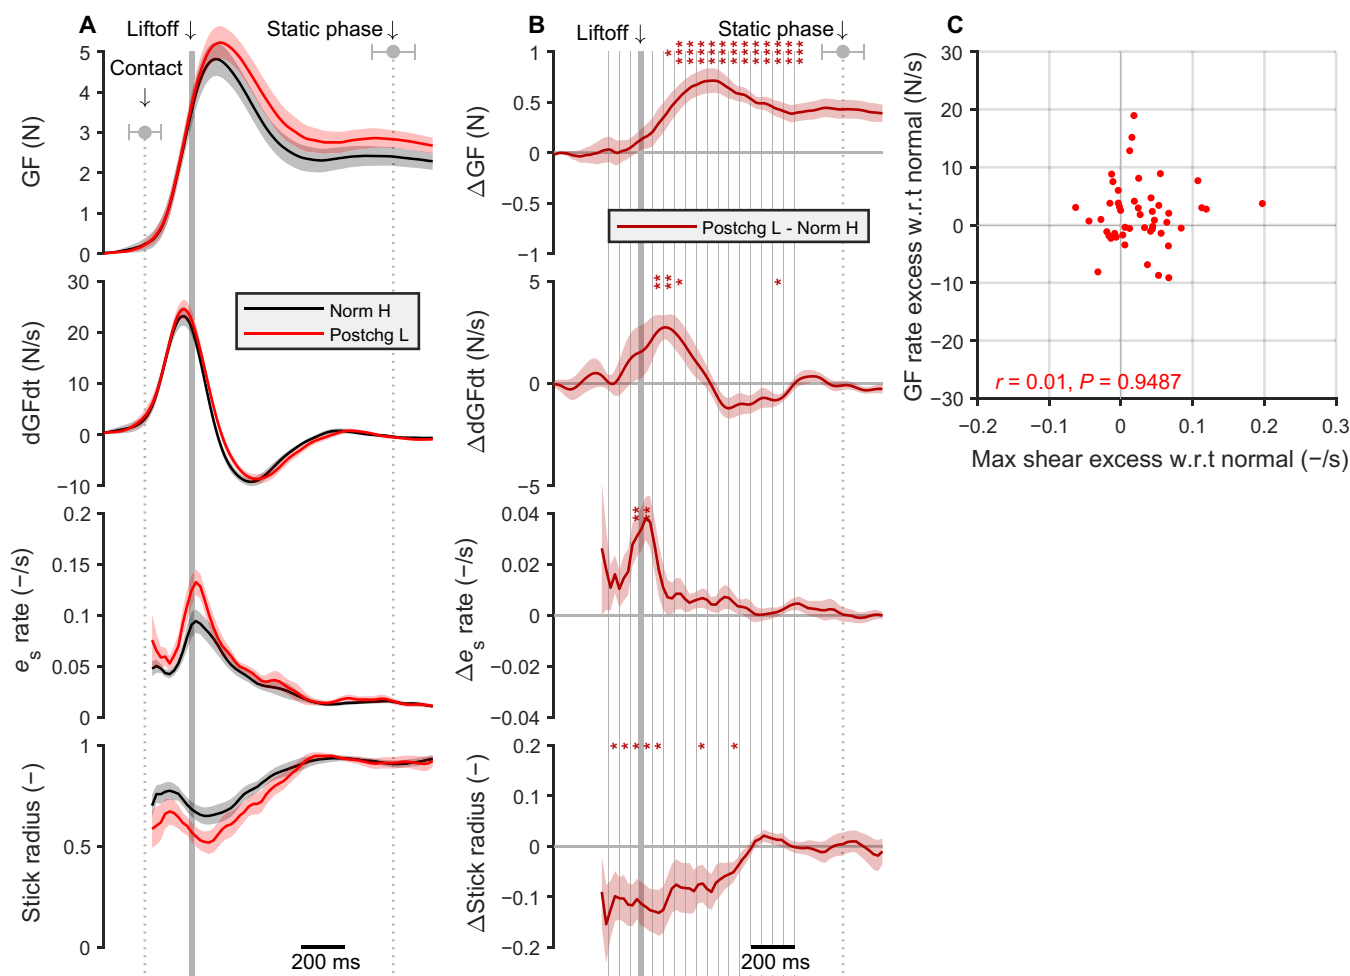 A
Liftoff ↓
Static phase ↓
Contact
↓
GF (N)
5
4
3
2
1
0
dGFdt (N/s)
30
20
10
0
−10
Norm H
Postchg L
es rate (−/s)
0.2
0.15
0.1
0.05
0
Stick radius (−)
1
0.5
0
200 ms
B
Liftoff ↓
Static phase ↓
ΔGF (N)
1
0.5
0
−0.5
−1
Postchg L - Norm H
ΔdGFdt (N/s)
5
0
−5
Δes rate (−/s)
0.04
0.02
0
−0.02
−0.04
ΔStick radius (−)
0.2
0.1
0
−0.1
−0.2
200 ms
C
GF rate excess w.r.t normal (N/s)
30
20
10
0
−10
−20
−30
r = 0.01, P = 0.9487
−0.2
−0.1
0
0.1
0.2
0.3
Max shear excess w.r.t normal (−/s)